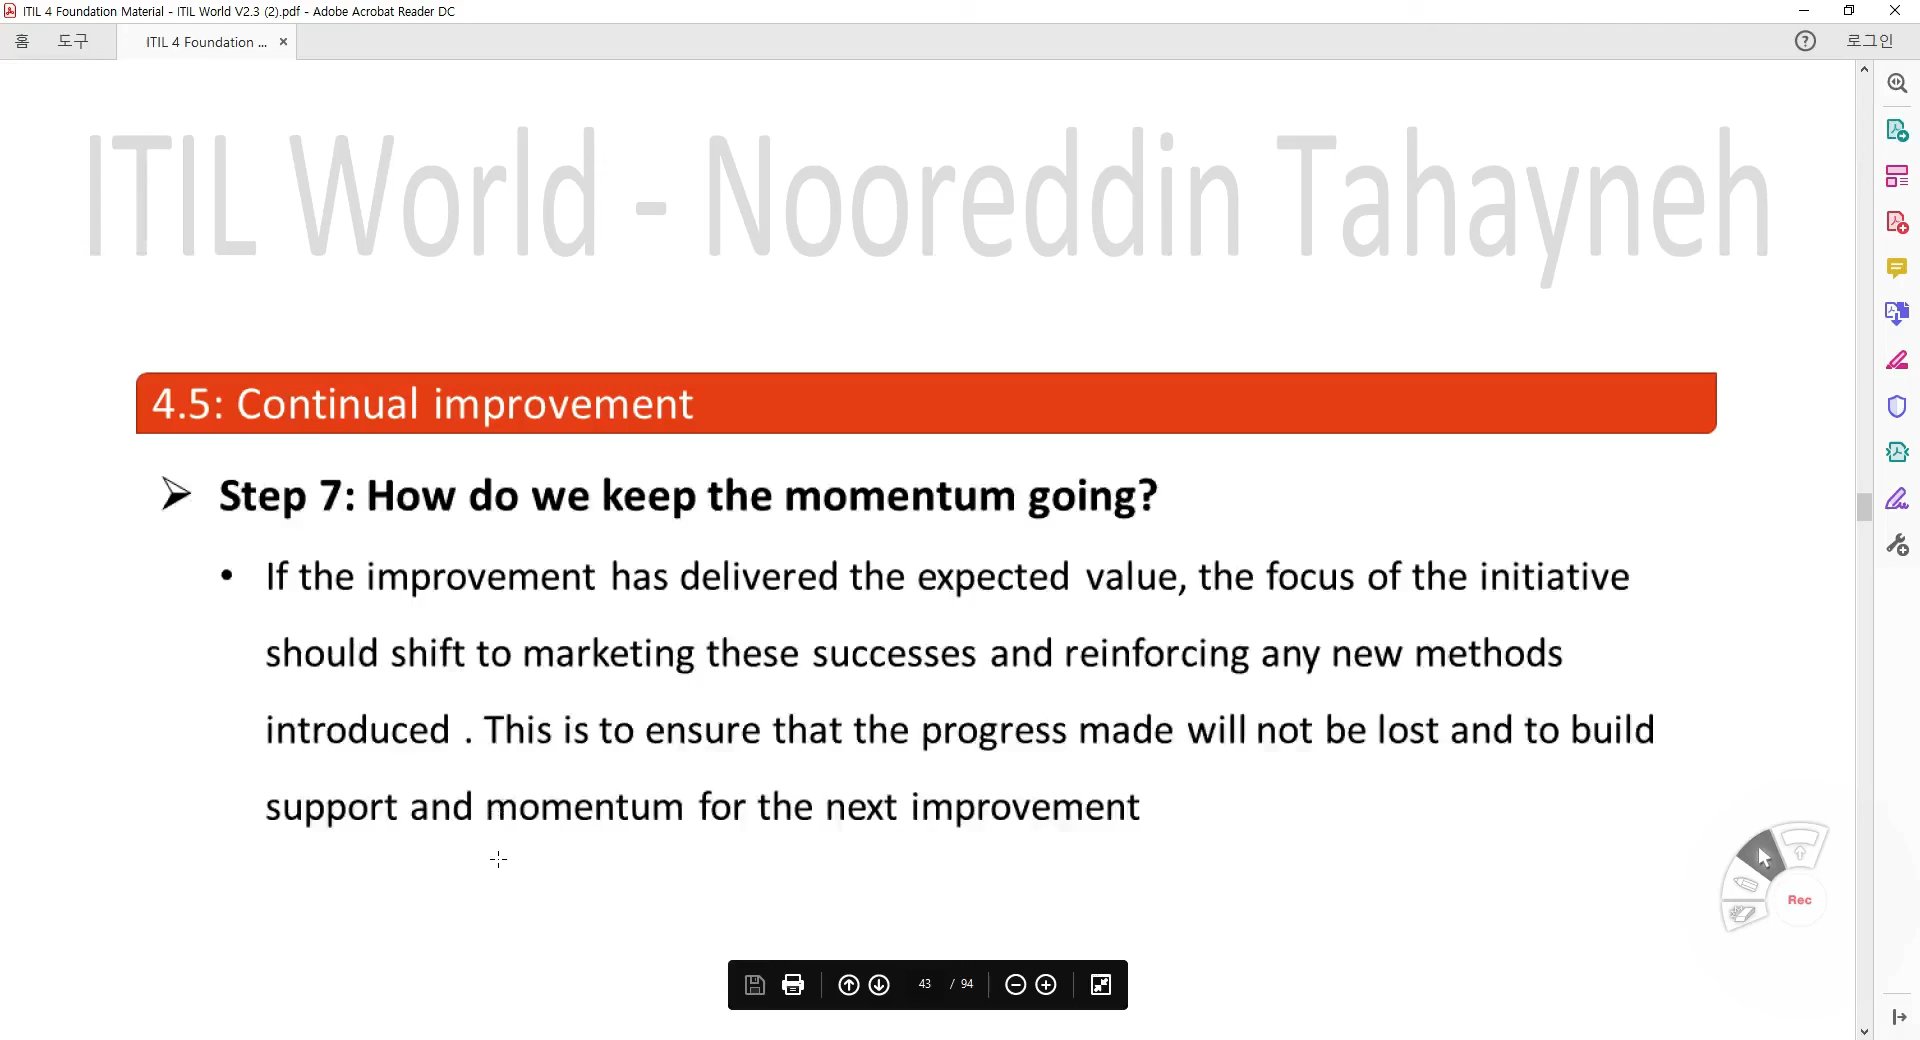 ITIL 4 Foundation Material - ITIL World V2.3 (2).pdf - Adobe Acrobat Reader DC
홈 도구 ITIL 4 Foundation ... 로그인
ITIL World - Nooreddin Tahayneh
4.5: Continual improvement
Step 7: How do we keep the momentum going?
If the improvement has delivered the expected value, the focus of the initiative
should shift to marketing these successes and reinforcing any new methods
introduced . This is to ensure that the progress made will not be lost and to build
support and momentum for the next improvement
Rec
43 / 94